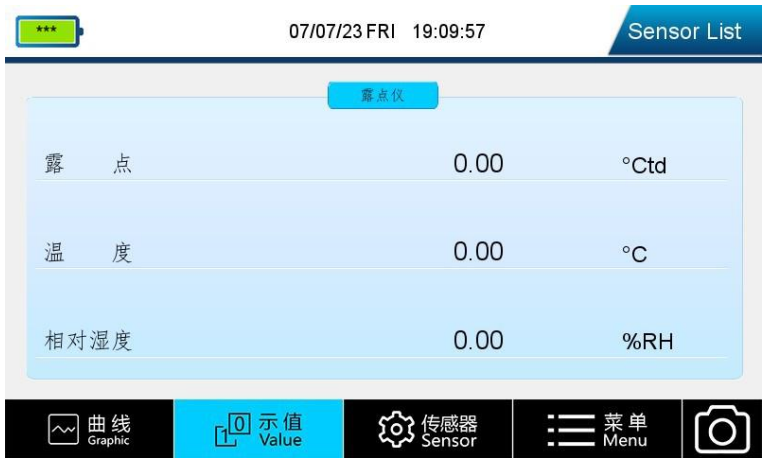 *** 07/07/23 FRI 19:09:57 Sensor List
露点仪
露 点 0.00 °Ctd
温 度 0.00 °C
相对湿度 0.00 %RH
曲线 示值 传感器 菜单
Graphic Value Sensor Menu